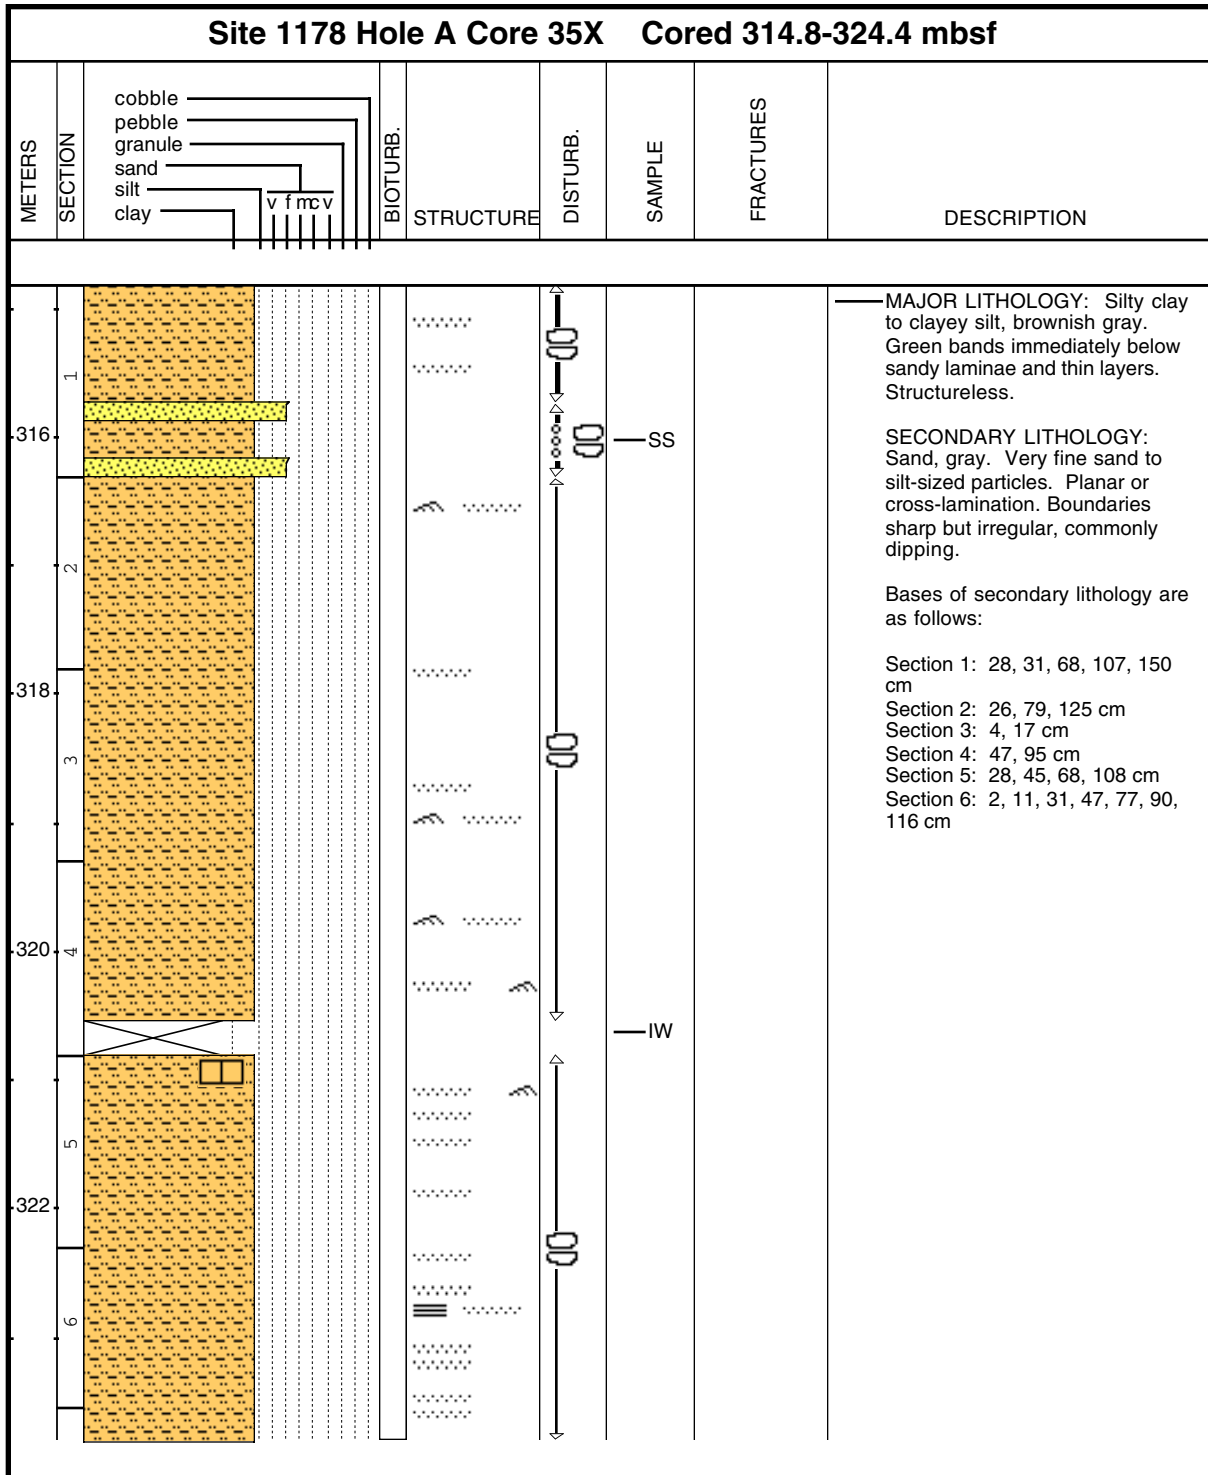 Site 1178 Hole A Core 35X Cored 314.8-324.4 mbsf
METERS
SECTION
cobble
pebble
granule
sand
silt
clay
v f m c v
BIOTURB.
STRUCTURE
DISTURB.
SAMPLE
FRACTURES
DESCRIPTION
316
318
320
322
1
2
3
4
5
6
SS
IW
MAJOR LITHOLOGY: Silty clay
to clayey silt, brownish gray.
Green bands immediately below
sandy laminae and thin layers.
Structureless.
SECONDARY LITHOLOGY:
Sand, gray. Very fine sand to
silt-sized particles. Planar or
cross-lamination. Boundaries
sharp but irregular, commonly
dipping.
Bases of secondary lithology are
as follows:
Section 1: 28, 31, 68, 107, 150
cm
Section 2: 26, 79, 125 cm
Section 3: 4, 17 cm
Section 4: 47, 95 cm
Section 5: 28, 45, 68, 108 cm
Section 6: 2, 11, 31, 47, 77, 90,
116 cm